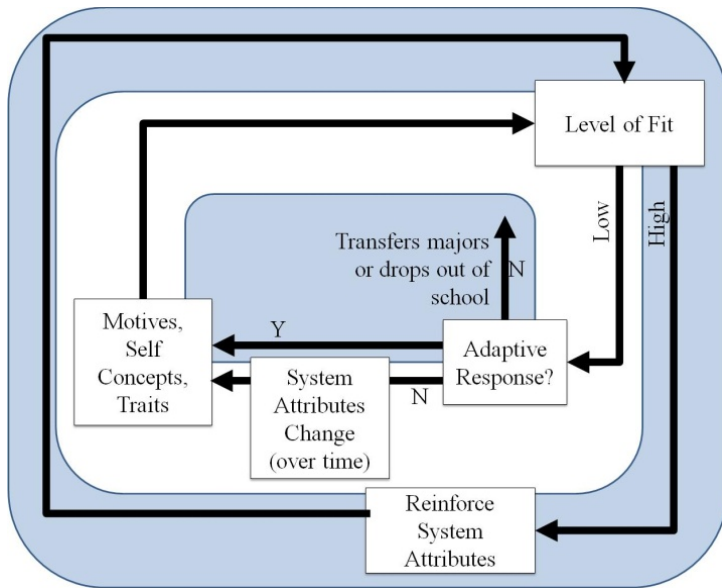 Level of Fit
Low
High
Transfers majors
or drops out of
school
N
Motives,
Self
Concepts,
Traits
Y
Adaptive
Response?
System
Attributes
Change
(over time)
N
Reinforce
System
Attributes